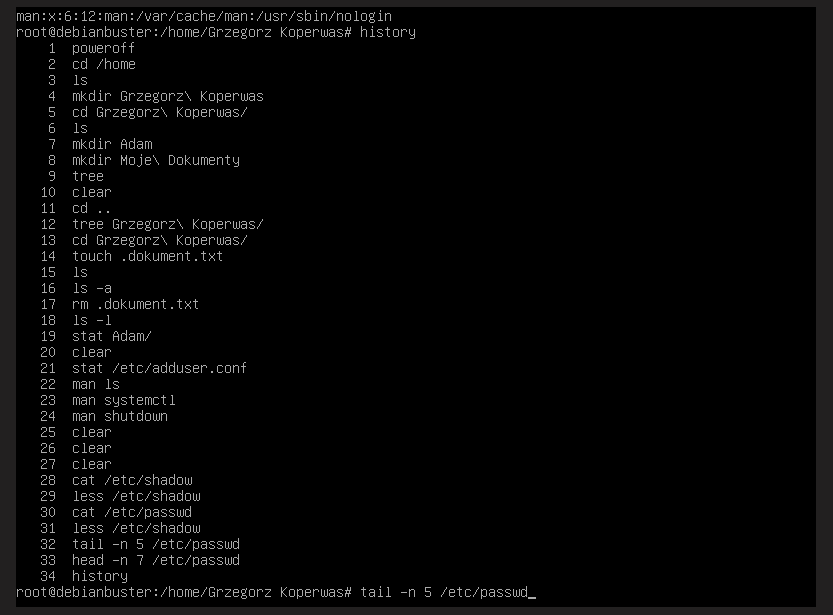 man:x:6:12:man:/var/cache/man:/usr/sbin/nologin
root@debianbuster:/home/Grzegorz Koperwas# history
    1  poweroff
    2  cd /home
    3  ls
    4  mkdir Grzegorz\ Koperwas
    5  cd Grzegorz\ Koperwas/
    6  ls
    7  mkdir Adam
    8  mkdir Moje\ Dokumenty
    9  tree
   10  clear
   11  cd ..
   12  tree Grzegorz\ Koperwas/
   13  cd Grzegorz\ Koperwas/
   14  touch .dokument.txt
   15  ls
   16  ls -a
   17  rm .dokument.txt
   18  ls -l
   19  stat Adam/
   20  clear
   21  stat /etc/adduser.conf
   22  man ls
   23  man systemctl
   24  man shutdown
   25  clear
   26  clear
   27  clear
   28  cat /etc/shadow
   29  less /etc/shadow
   30  cat /etc/passwd
   31  less /etc/shadow
   32  tail -n 5 /etc/passwd
   33  head -n 7 /etc/passwd
   34  history
root@debianbuster:/home/Grzegorz Koperwas# tail -n 5 /etc/passwd_